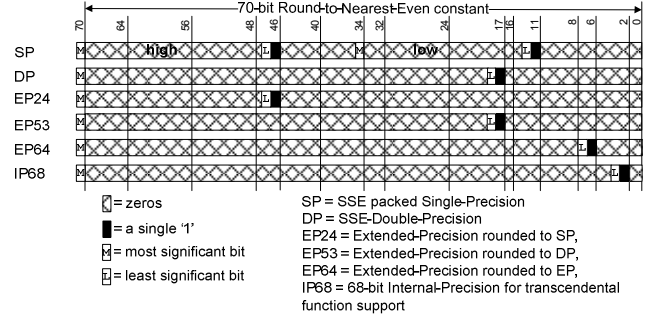 70-bit Round-to-Nearest-Even constant
70 64 56 48 46 40 34 32 24 17 16 11 8 6 2 0
SP M high L M low L
DP M L
EP24 M L
EP53 M L
EP64 M L
IP68 M L
= zeros
= a single ‘1’
M = most significant bit
L = least significant bit
SP = SSE packed Single-Precision
DP = SSE-Double-Precision
EP24 = Extended-Precision rounded to SP,
EP53 = Extended-Precision rounded to DP,
EP64 = Extended-Precision rounded to EP,
IP68 = 68-bit Internal-Precision for transcendental
function support